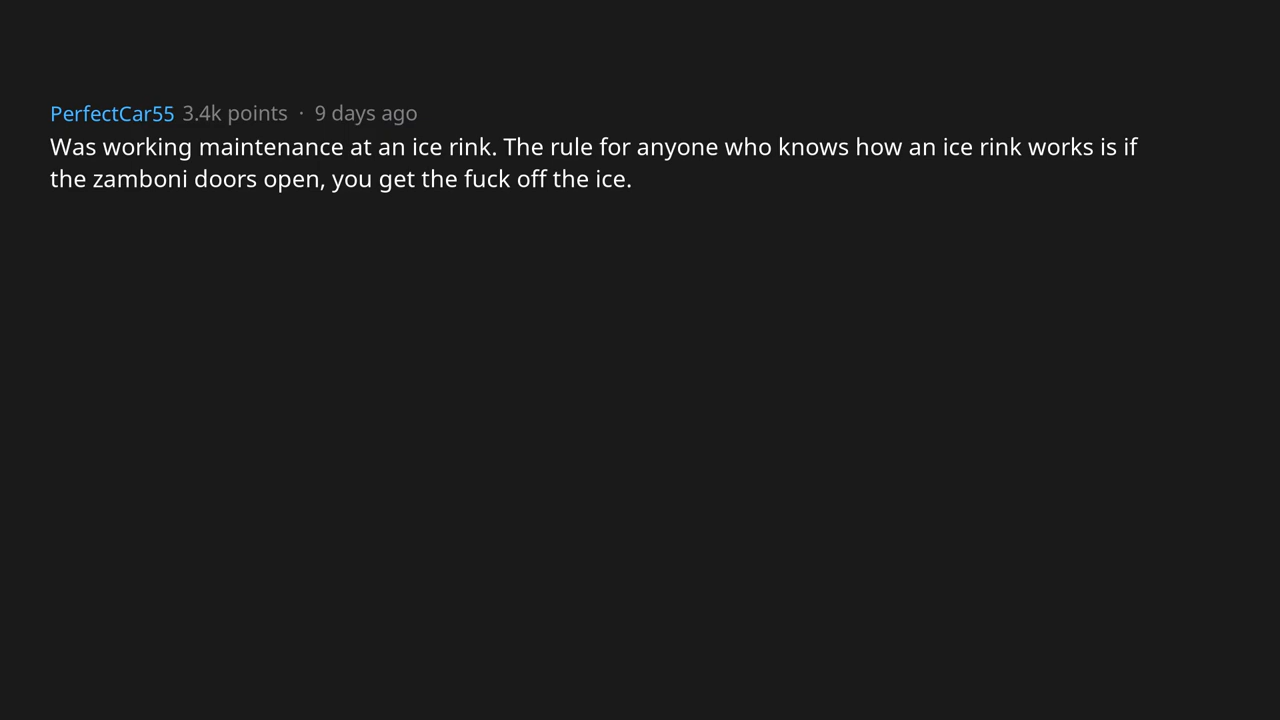 PerfectCar55 3.4k points · 9 days ago
Was working maintenance at an ice rink. The rule for anyone who knows how an ice rink works is if
the zamboni doors open, you get the fuck off the ice.